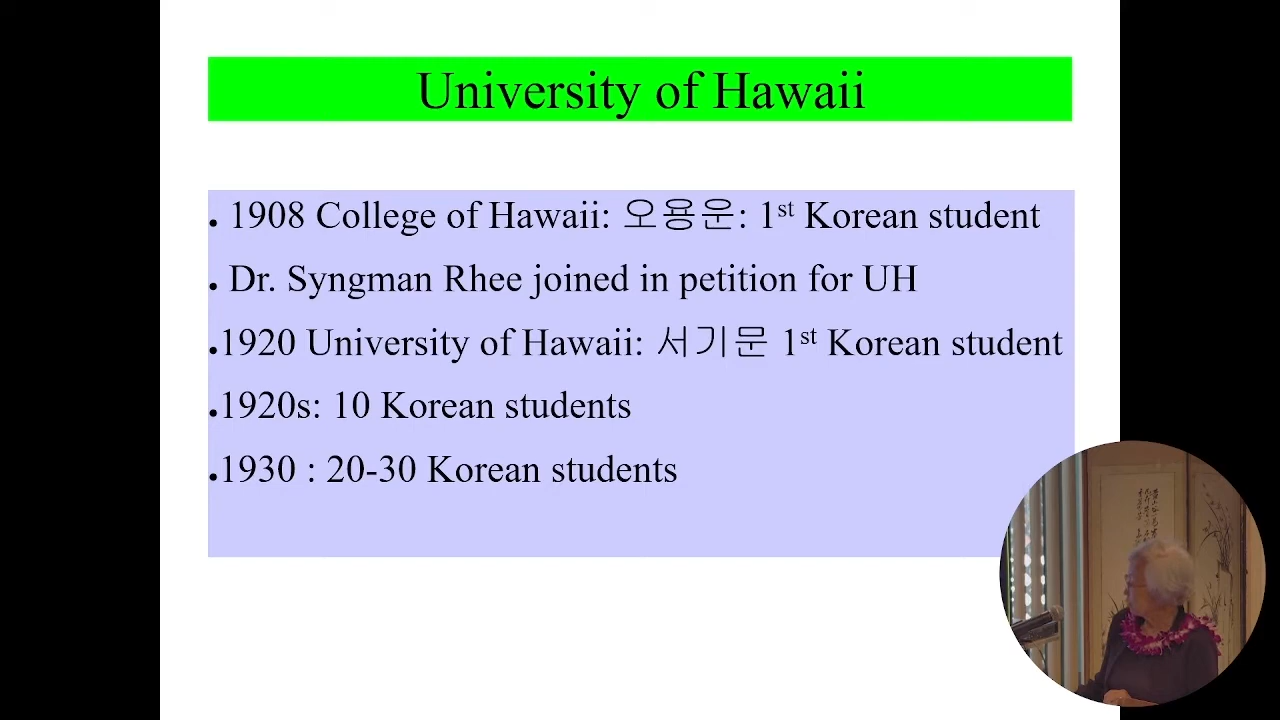 University of Hawaii
• 1908 College of Hawaii: 오용운: 1st Korean student
• Dr. Syngman Rhee joined in petition for UH
•1920 University of Hawaii: 서기문 1st Korean student
•1920s: 10 Korean students
•1930 : 20-30 Korean students